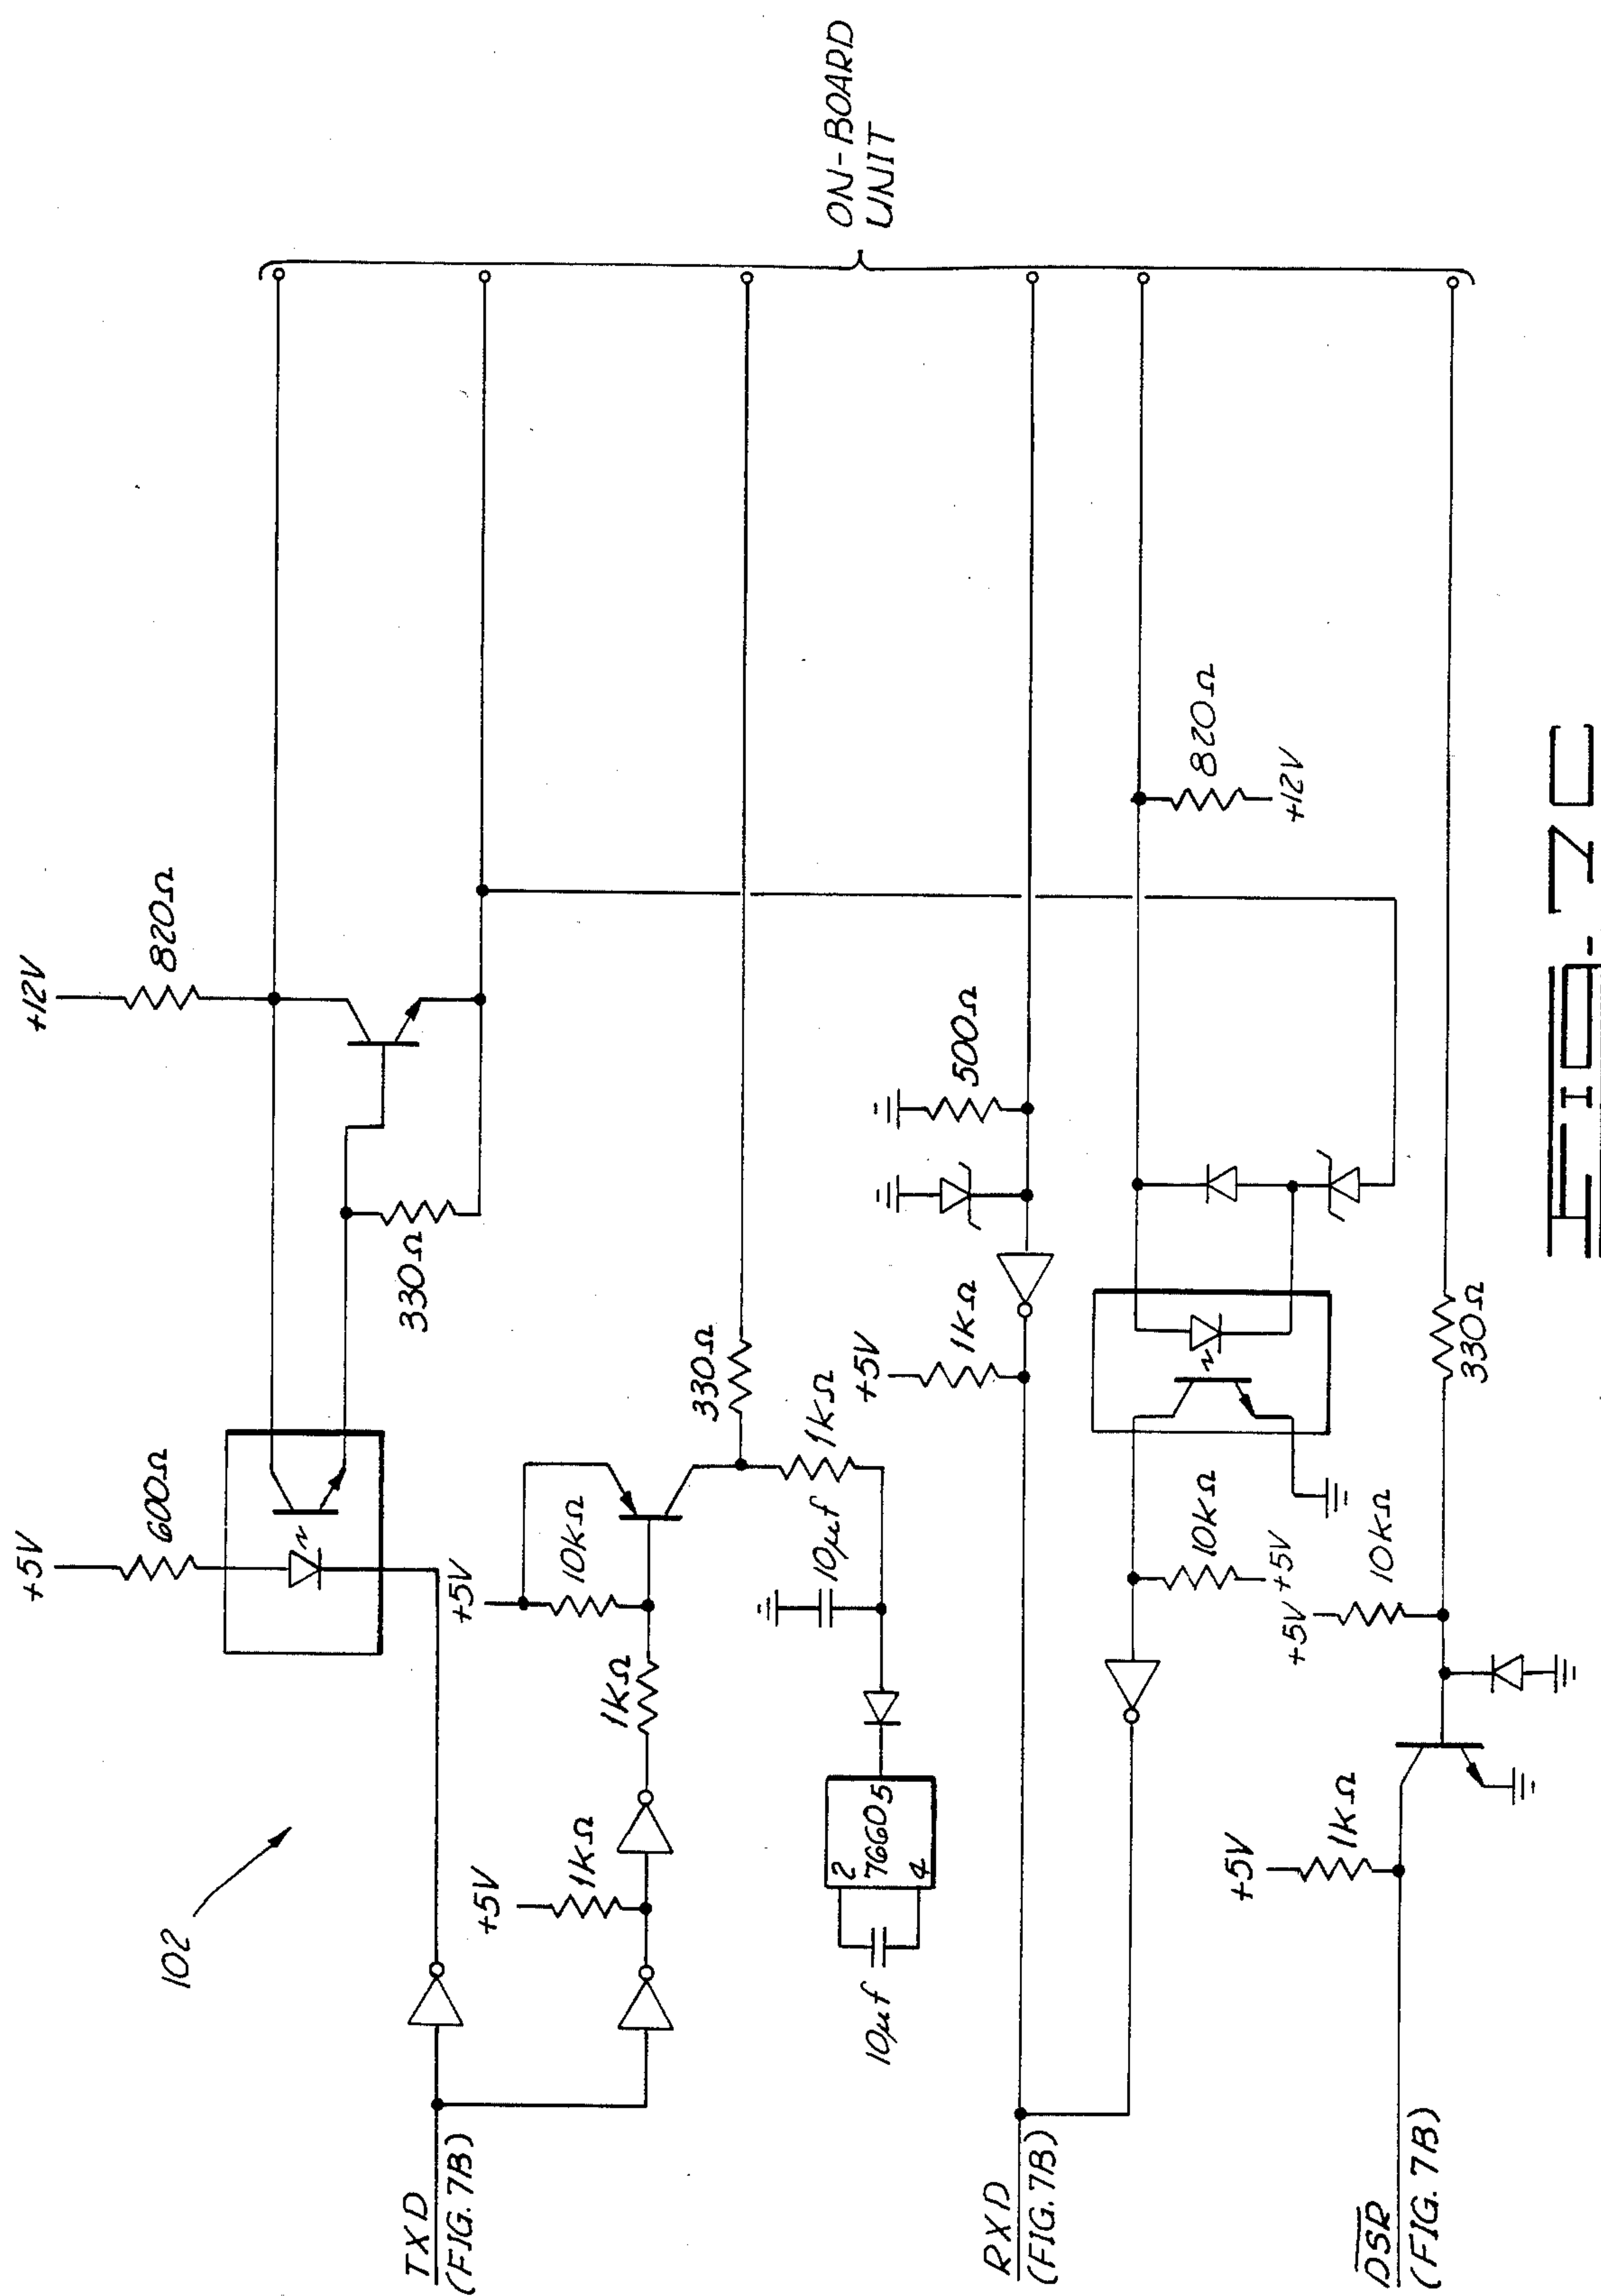 +12V
820Ω
+5V
600Ω
330Ω
102
TXD
(FIG. 7B)
+5V
1KΩ
1KΩ
+5V
10KΩ
330Ω
1KΩ
10µf
10µf
2
7660
5
4
ON-BOARD
UNIT
+5V
1KΩ
500Ω
RXD
(FIG. 7B)
820Ω
+12V
10KΩ
+5V
+5V
10KΩ
330Ω
+5V
1KΩ
D̅S̅R̅
(FIG. 7B)
FIG. 7C